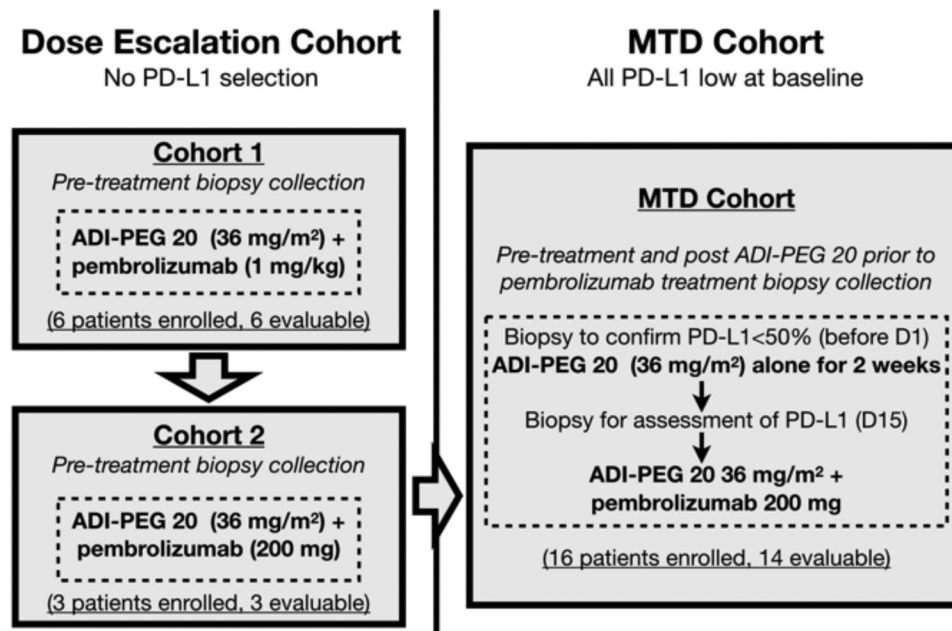 Dose Escalation Cohort
No PD-L1 selection
Cohort 1
Pre-treatment biopsy collection
ADI-PEG 20 (36 mg/m²) +
pembrolizumab (1 mg/kg)
(6 patients enrolled, 6 evaluable)
Cohort 2
Pre-treatment biopsy collection
ADI-PEG 20 (36 mg/m²) +
pembrolizumab (200 mg)
(3 patients enrolled, 3 evaluable)
MTD Cohort
All PD-L1 low at baseline
MTD Cohort
Pre-treatment and post ADI-PEG 20 prior to
pembrolizumab treatment biopsy collection
Biopsy to confirm PD-L1<50% (before D1)
ADI-PEG 20 (36 mg/m²) alone for 2 weeks
Biopsy for assessment of PD-L1 (D15)
ADI-PEG 20 36 mg/m² +
pembrolizumab 200 mg
(16 patients enrolled, 14 evaluable)